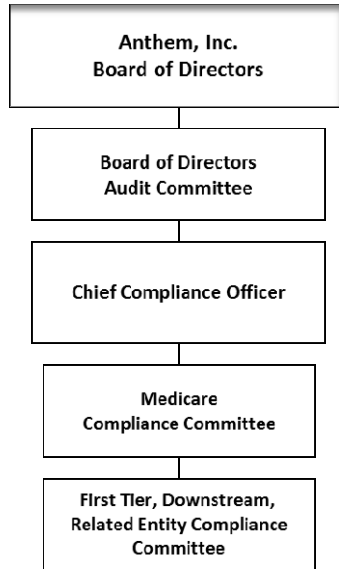 Anthem, Inc.
Board of Directors
Board of Directors
Audit Committee
Chief Compliance Officer
Medicare
Compliance Committee
First Tier, Downstream,
Related Entity Compliance
Committee